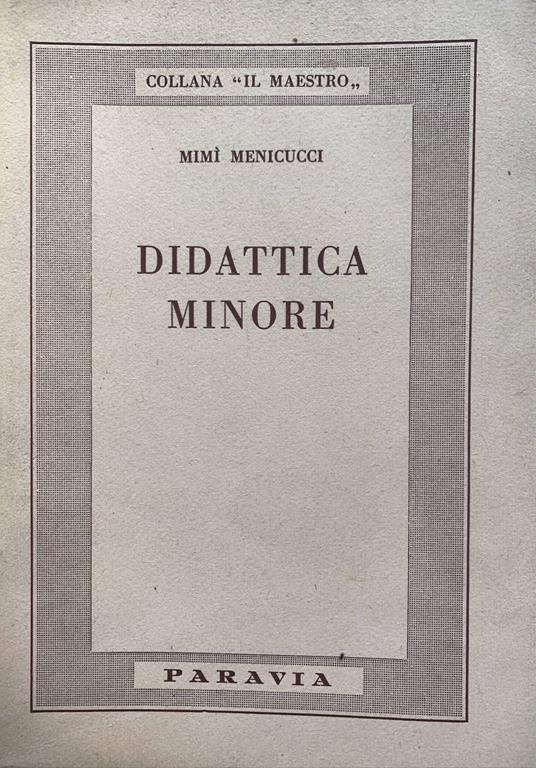 COLLANA “IL MAESTRO„
MIMÌ MENICUCCI
DIDATTICA
MINORE
PARAVIA